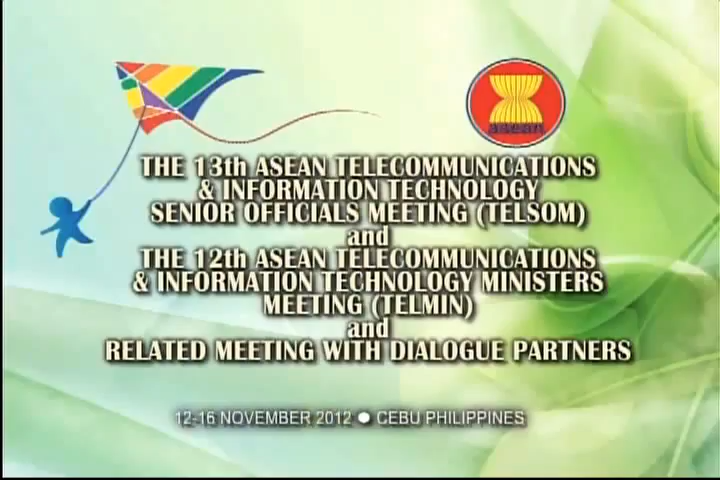 asean
THE 13th ASEAN TELECOMMUNICATIONS
& INFORMATION TECHNOLOGY
SENIOR OFFICIALS MEETING (TELSOM)
and
THE 12th ASEAN TELECOMMUNICATIONS
& INFORMATION TECHNOLOGY MINISTERS
MEETING (TELMIN)
and
RELATED MEETING WITH DIALOGUE PARTNERS
12-16 NOVEMBER 2012 ● CEBU PHILIPPINES